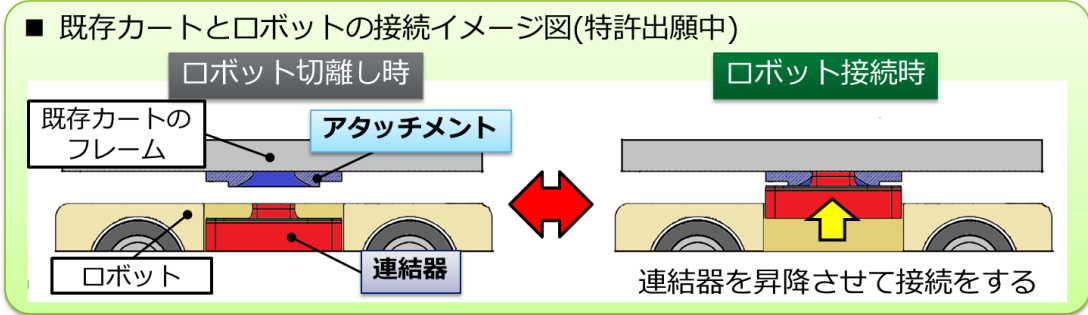 ■ 既存カートとロボットの接続イメージ図(特許出願中)
ロボット切離し時
ロボット接続時
既存カートの
フレーム
アタッチメント
ロボット
連結器
連結器を昇降させて接続をする